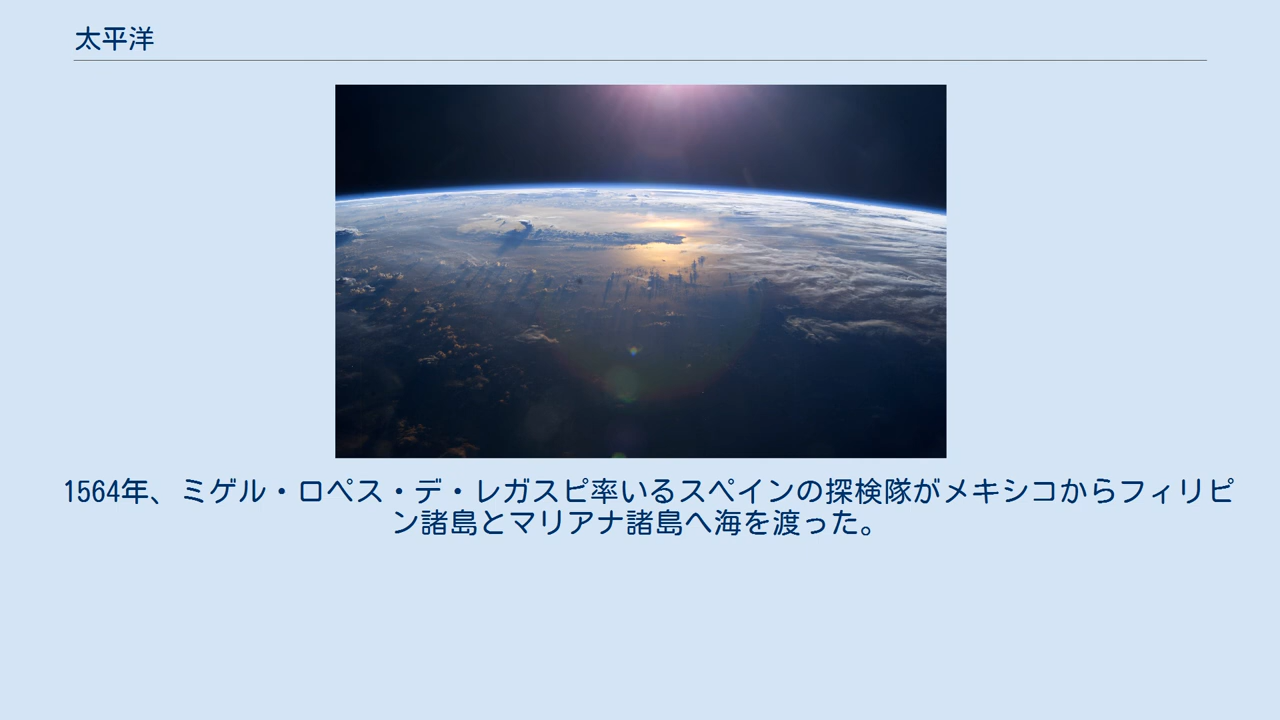 太平洋
1564年、ミゲル・ロペス・デ・レガスピ率いるスペインの探検隊がメキシコからフィリピ
ン諸島とマリアナ諸島へ海を渡った。